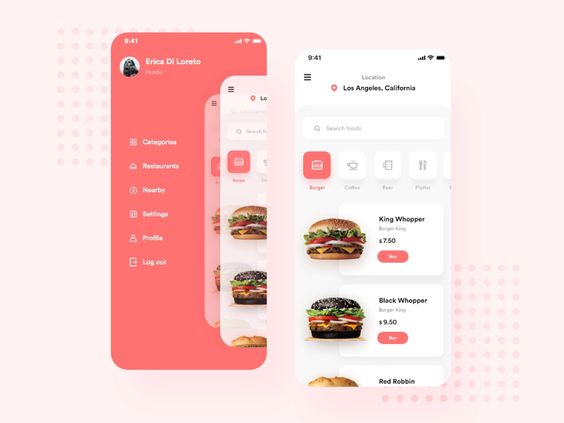 9:41
Erica Di Loreto
Foodie
Categories
Restaurants
Nearby
Settings
Profile
Log out
Lo
Search foods
Burger
9:41
Location
Los Angeles, California
Search foods
Burger
Coffee
Beer
Platter
King Whopper
Burger King
$ 7.50
Buy
Black Whopper
Burger King
$ 9.50
Buy
Red Robbin